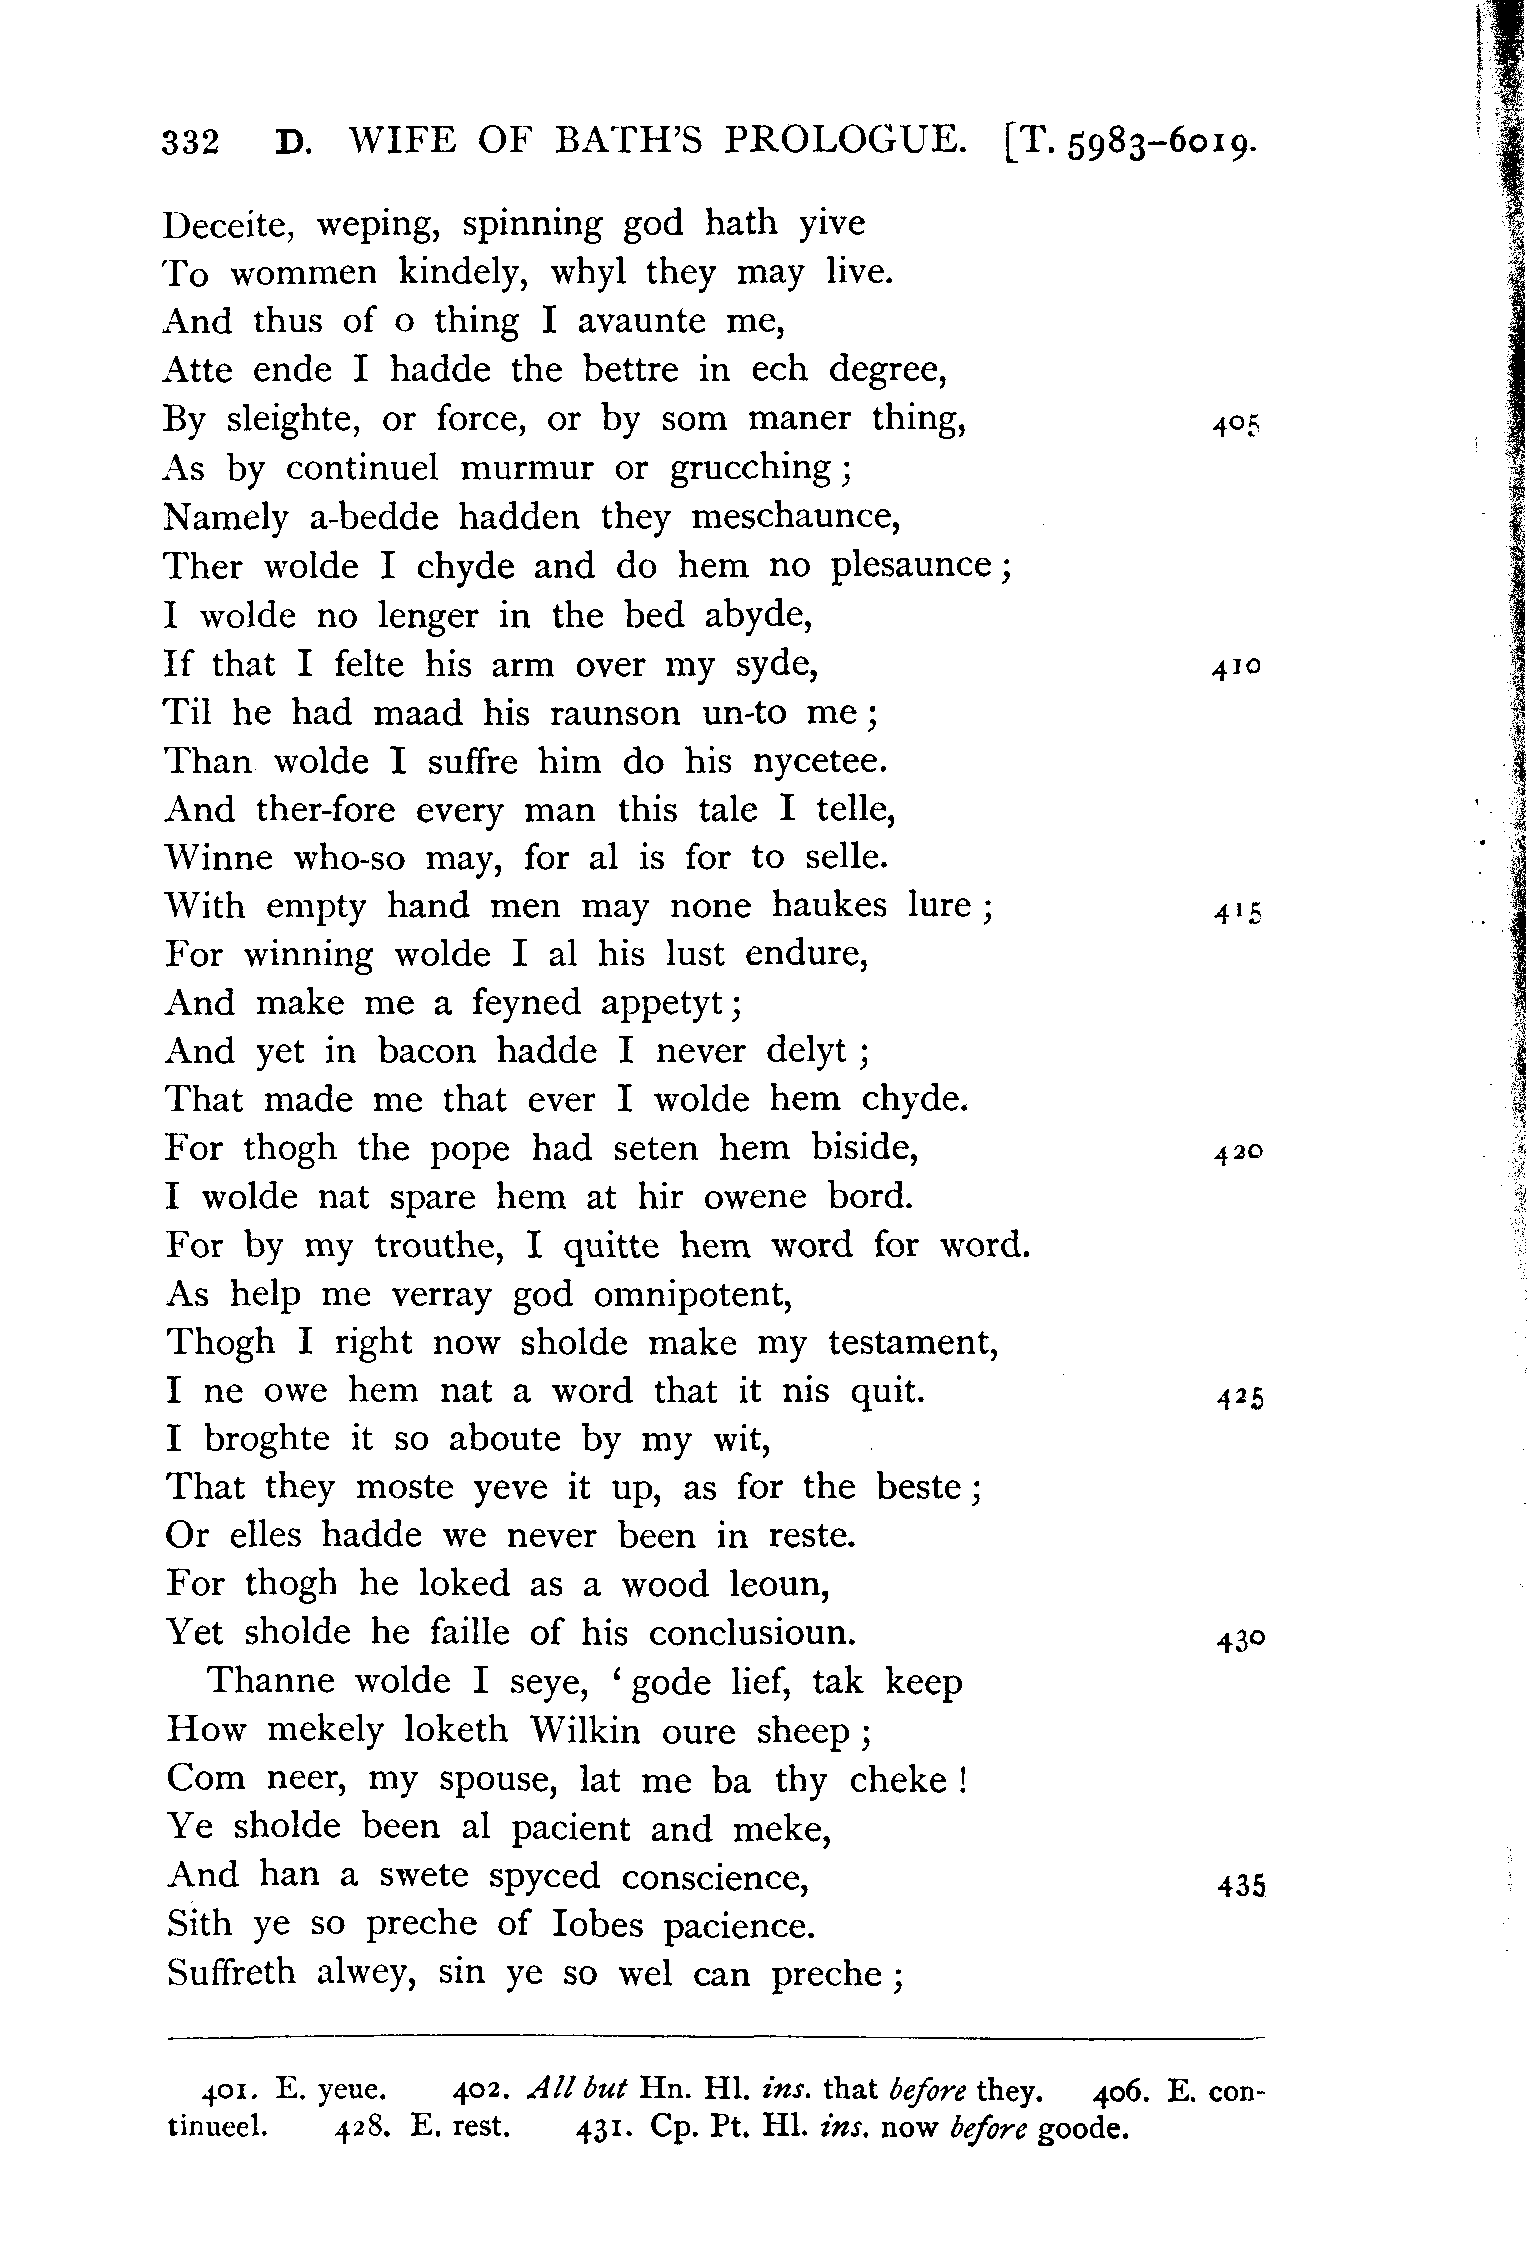 332 D. WIFE OF BATH'S PROLOGUE. [T. 5983–6019.
Deceite, weping, spinning god hath yive
To wommen kindely, whyl they may live.
And thus of o thing I avaunte me,
Atte ende I hadde the bettre in ech degree,
By sleighte, or force, or by som maner thing, 405
As by continuel murmur or grucching ;
Namely a-bedde hadden they meschaunce,
Ther wolde I chyde and do hem no plesaunce ;
I wolde no lenger in the bed abyde,
If that I felte his arm over my syde, 410
Til he had maad his raunson un-to me ;
Than wolde I suffre him do his nycetee.
And ther-fore every man this tale I telle,
Winne who-so may, for al is for to selle.
With empty hand men may none haukes lure ; 415
For winning wolde I al his lust endure,
And make me a feyned appetyt ;
And yet in bacon hadde I never delyt ;
That made me that ever I wolde hem chyde.
For thogh the pope had seten hem biside, 420
I wolde nat spare hem at hir owene bord.
For by my trouthe, I quitte hem word for word.
As help me verray god omnipotent,
Thogh I right now sholde make my testament,
I ne owe hem nat a word that it nis quit. 425
I broghte it so aboute by my wit,
That they moste yeve it up, as for the beste ;
Or elles hadde we never been in reste.
For thogh he loked as a wood leoun,
Yet sholde he faille of his conclusioun. 430
Thanne wolde I seye, ‘gode lief, tak keep
How mekely loketh Wilkin oure sheep ;
Com neer, my spouse, lat me ba thy cheke !
Ye sholde been al pacient and meke,
And han a swete spyced conscience, 435
Sith ye so preche of Iobes pacience.
Suffreth alwey, sin ye so wel can preche ;
401. E. yeue. 402. All but Hn. Hl. ins. that before they. 406. E. con-
tinueel. 428. E. rest. 431. Cp. Pt. Hl. ins. now before goode.